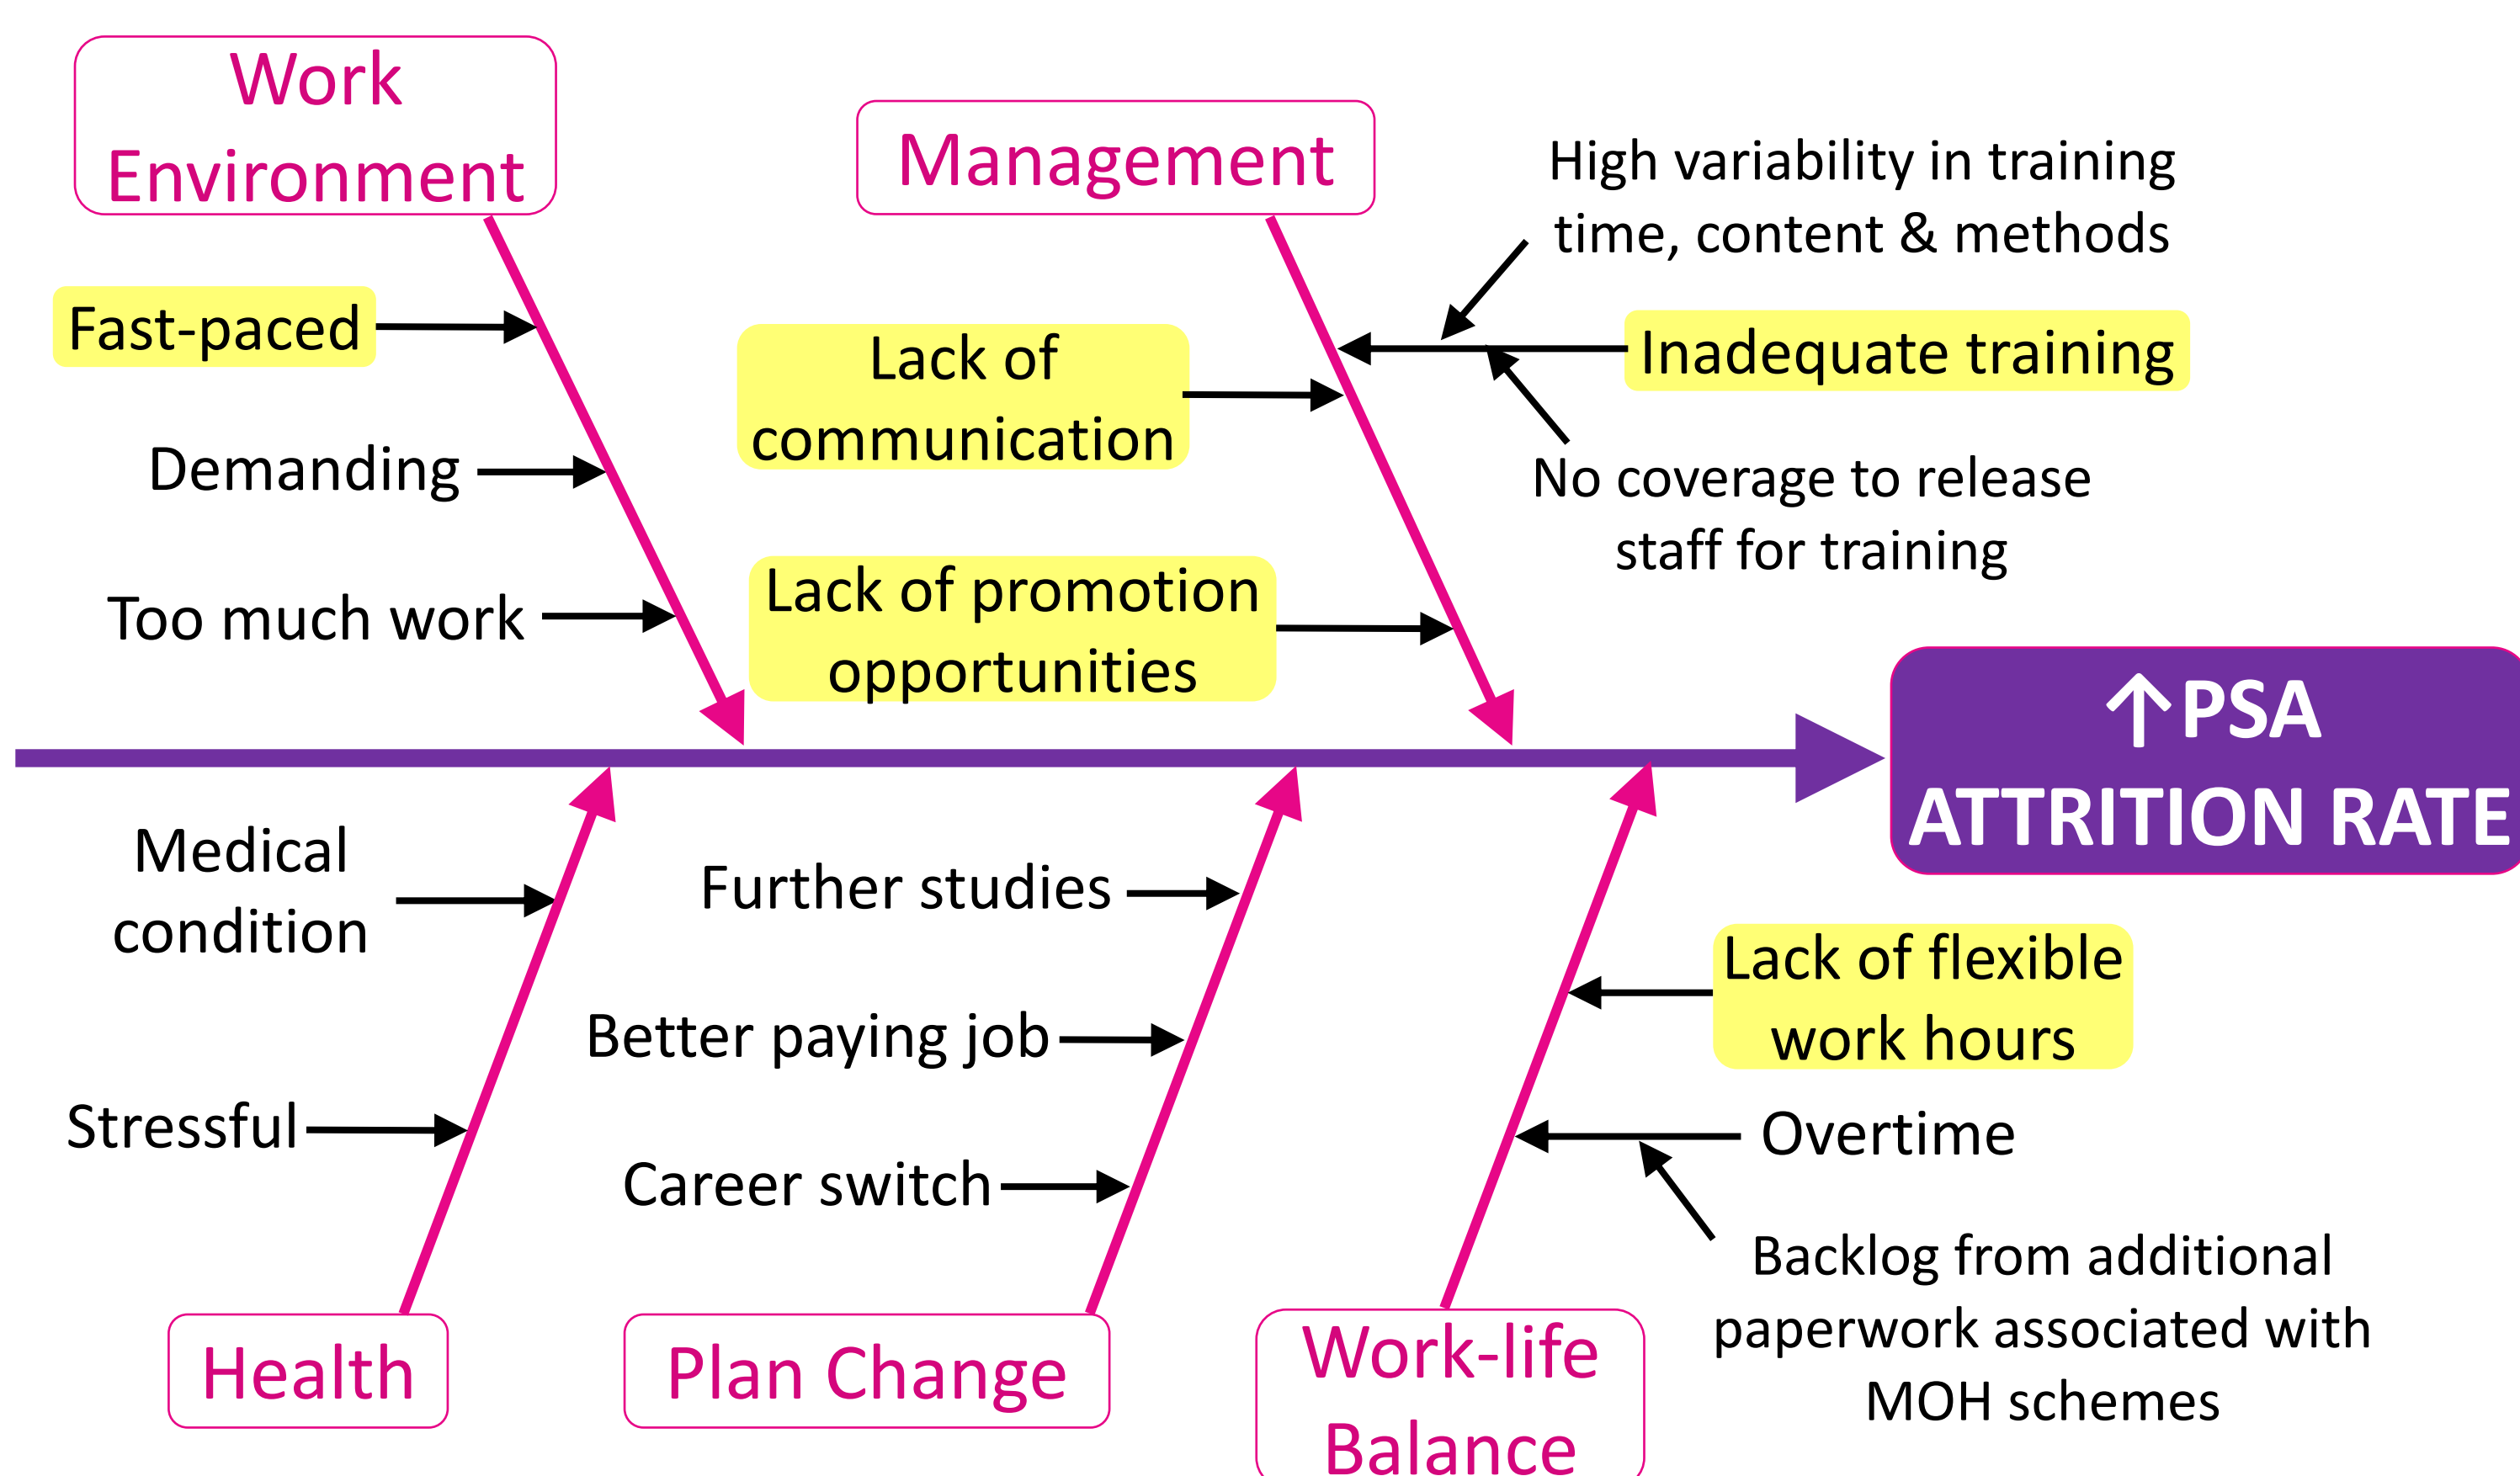 Work
Environment
Management
High variability in training
time, content & methods
Fast-paced
Lack of
communication
Inadequate training
Demanding
No coverage to release
staff for training
Too much work
Lack of promotion
opportunities
↑PSA
ATTRITION RATE
Medical
condition
Further studies
Lack of flexible
work hours
Better paying job
Stressful
Overtime
Career switch
Backlog from additional
paperwork associated with
MOH schemes
Health
Plan Change
Work-life
Balance